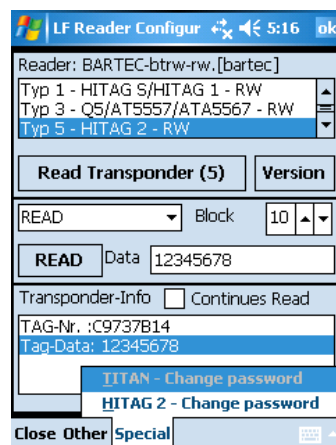 LF Reader Configur 5:16 ok
Reader: BARTEC-btrw-rw.[bartec]
Typ 1 - HITAG S/HITAG 1 - RW
Typ 3 - Q5/AT5557/ATA5567 - RW
Typ 5 - HITAG 2 - RW
Read Transponder (5) Version
READ Block 10
READ Data 12345678
Transponder-Info Continues Read
TAG-Nr. :C9737B14
Tag-Data: 12345678
TITAN - Change password
HITAG 2 - Change password
Close Other Special